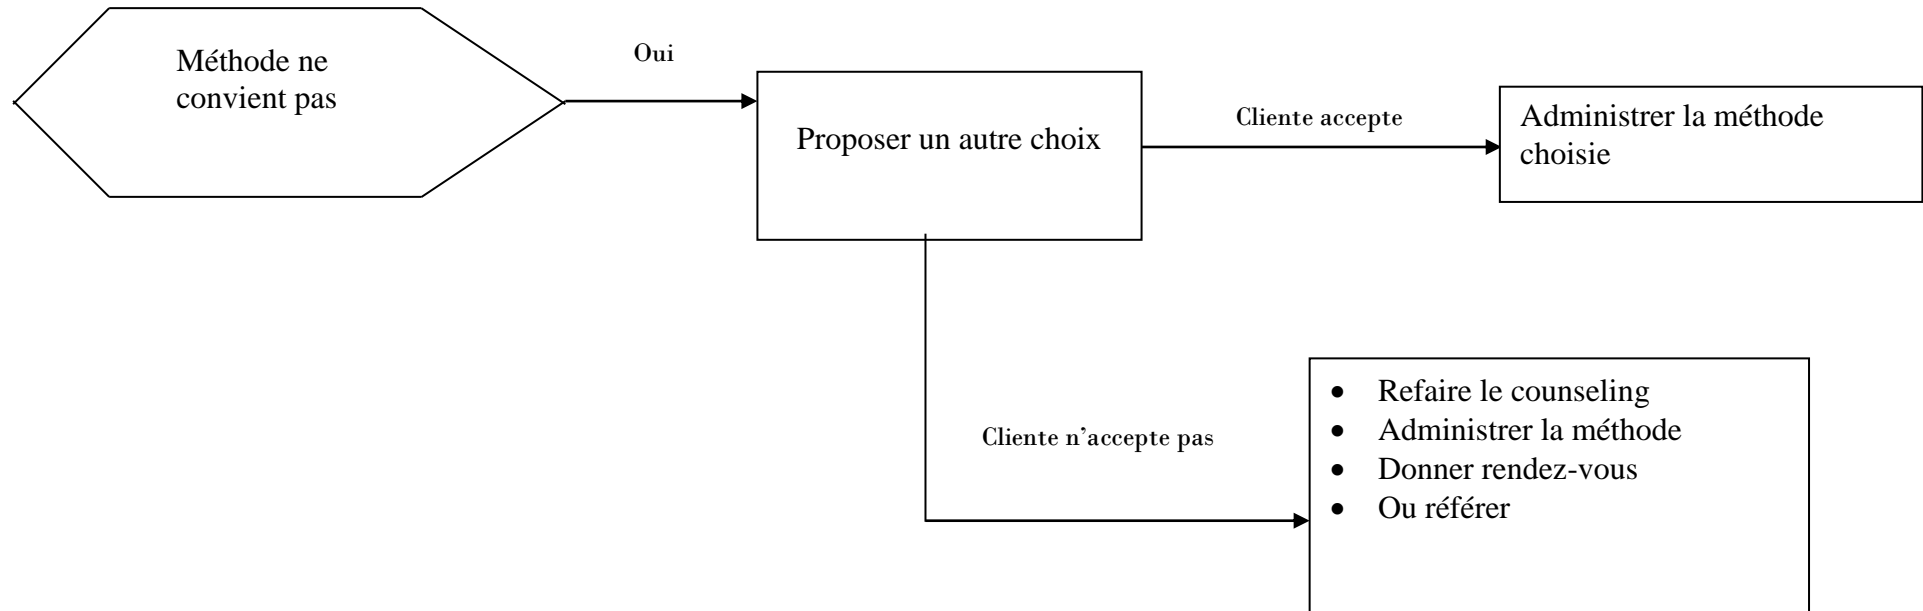 Méthode ne
convient pas
Oui
Proposer un autre choix
Cliente accepte
Administrer la méthode
choisie
Cliente n’accepte pas
• Refaire le counseling
• Administrer la méthode
• Donner rendez-vous
• Ou référer